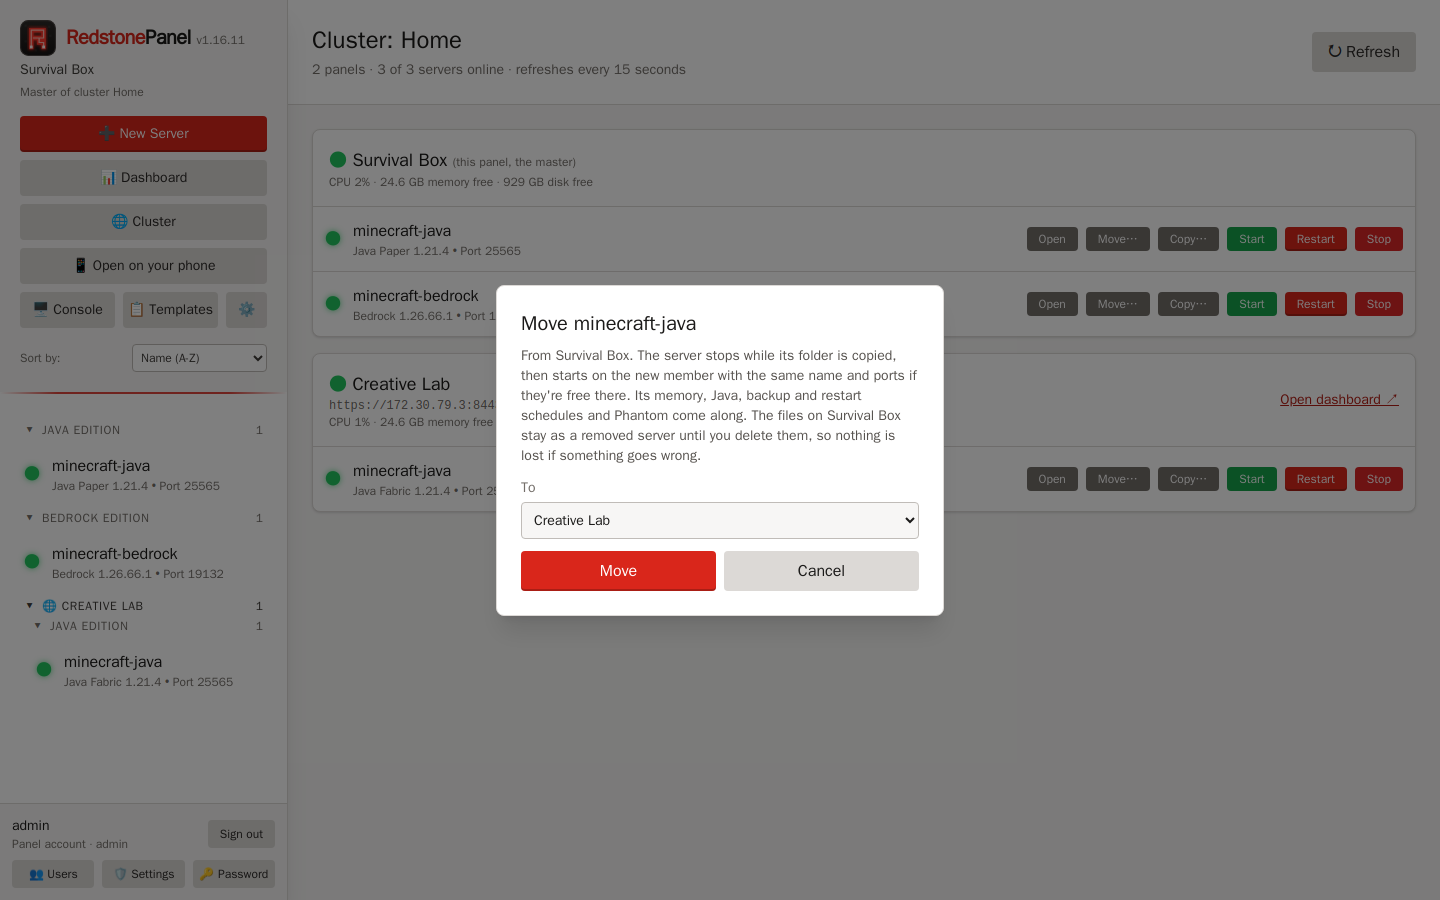 RedstonePanel v1.16.11
Survival Box
Master of cluster Home
New Server
Dashboard
Cluster
Open on your phone
Console
Templates
Sort by:
Name (A-Z)
JAVA EDITION 1
minecraft-java
Java Paper 1.21.4 • Port 25565
BEDROCK EDITION 1
minecraft-bedrock
Bedrock 1.26.66.1 • Port 19132
CREATIVE LAB 1
JAVA EDITION 1
minecraft-java
Java Fabric 1.21.4 • Port 25565
admin
Panel account · admin
Sign out
Users
Settings
Password
Cluster: Home
2 panels · 3 of 3 servers online · refreshes every 15 seconds
Refresh
Survival Box (this panel, the master)
CPU 2% · 24.6 GB memory free · 929 GB disk free
minecraft-java
Java Paper 1.21.4 • Port 25565
Open Move… Copy… Start Restart Stop
minecraft-bedrock
Bedrock 1.26.66.1 • Port 1
Open Move… Copy… Start Restart Stop
Creative Lab
https://172.30.79.3:844
CPU 1% · 24.6 GB memory free
Open dashboard ↗
minecraft-java
Java Fabric 1.21.4 • Port 25
Open Move… Copy… Start Restart Stop
Move minecraft-java
From Survival Box. The server stops while its folder is copied,
then starts on the new member with the same name and ports if
they're free there. Its memory, Java, backup and restart
schedules and Phantom come along. The files on Survival Box
stay as a removed server until you delete them, so nothing is
lost if something goes wrong.
To
Creative Lab
Move
Cancel